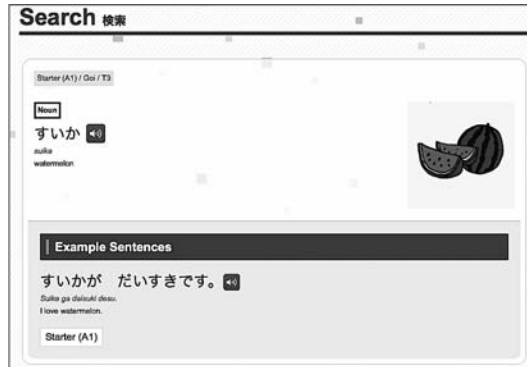 Search 検索
Starter (A1) / Goi / T3
Noun
すいか
suika
watermelon
Example Sentences
すいかが　だいすきです。
Suika ga daisuki desu.
I love watermelon.
Starter (A1)